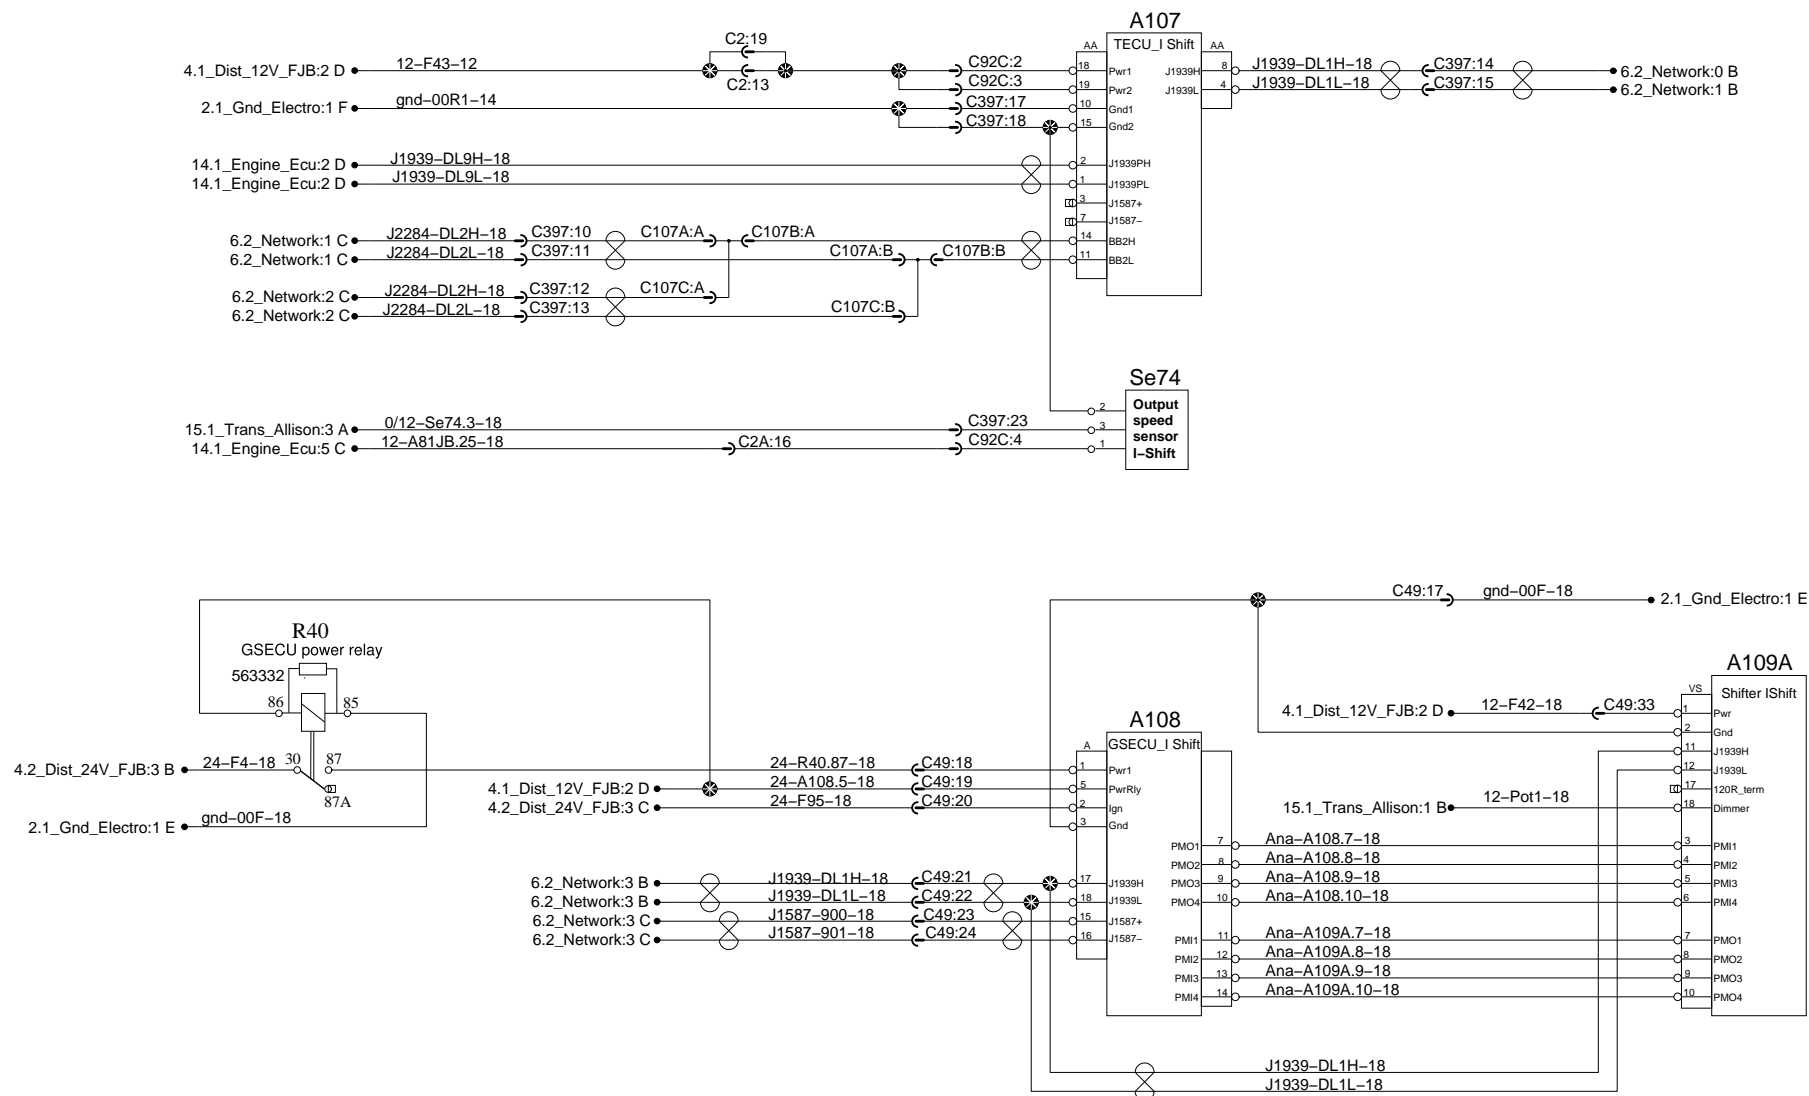 A107
TECU_I Shift
AA
AA
C2:19
4.1_Dist_12V_FJB:2 D
12-F43-12
C2:13
C92C:2
18
Pwr1
J1939H
8
J1939-DL1H-18
C397:14
6.2_Network:0 B
C92C:3
19
Pwr2
J1939L
4
J1939-DL1L-18
C397:15
6.2_Network:1 B
2.1_Gnd_Electro:1 F
gnd-00R1-14
C397:17
10
Gnd1
C397:18
15
Gnd2
14.1_Engine_Ecu:2 D
J1939-DL9H-18
2
J1939PH
14.1_Engine_Ecu:2 D
J1939-DL9L-18
1
J1939PL
3
J1587+
7
J1587-
6.2_Network:1 C
J2284-DL2H-18
C397:10
C107A:A
C107B:A
14
BB2H
6.2_Network:1 C
J2284-DL2L-18
C397:11
C107A:B
C107B:B
11
BB2L
6.2_Network:2 C
J2284-DL2H-18
C397:12
C107C:A
6.2_Network:2 C
J2284-DL2L-18
C397:13
C107C:B
Se74
Output
speed
sensor
I-Shift
2
15.1_Trans_Allison:3 A
0/12-Se74.3-18
C397:23
3
14.1_Engine_Ecu:5 C
12-A81JB.25-18
C2A:16
C92C:4
1
C49:17
gnd-00F-18
2.1_Gnd_Electro:1 E
R40
GSECU power relay
563332
86
85
30
87
87A
4.2_Dist_24V_FJB:3 B
24-F4-18
2.1_Gnd_Electro:1 E
gnd-00F-18
A108
GSECU_I Shift
A
24-R40.87-18
C49:18
1
Pwr1
4.1_Dist_12V_FJB:2 D
24-A108.5-18
C49:19
5
PwrRly
4.2_Dist_24V_FJB:3 C
24-F95-18
C49:20
2
Ign
3
Gnd
6.2_Network:3 B
J1939-DL1H-18
C49:21
17
J1939H
6.2_Network:3 B
J1939-DL1L-18
C49:22
18
J1939L
6.2_Network:3 C
J1587-900-18
C49:23
15
J1587+
6.2_Network:3 C
J1587-901-18
C49:24
16
J1587-
PMO1
7
Ana-A108.7-18
3
PMI1
PMO2
8
Ana-A108.8-18
4
PMI2
PMO3
9
Ana-A108.9-18
5
PMI3
PMO4
10
Ana-A108.10-18
6
PMI4
PMI1
11
Ana-A109A.7-18
7
PMO1
PMI2
12
Ana-A109A.8-18
8
PMO2
PMI3
13
Ana-A109A.9-18
9
PMO3
PMI4
14
Ana-A109A.10-18
10
PMO4
A109A
Shifter IShift
VS
4.1_Dist_12V_FJB:2 D
12-F42-18
C49:33
1
Pwr
2
Gnd
11
J1939H
12
J1939L
17
120R_term
15.1_Trans_Allison:1 B
12-Pot1-18
18
Dimmer
J1939-DL1H-18
J1939-DL1L-18